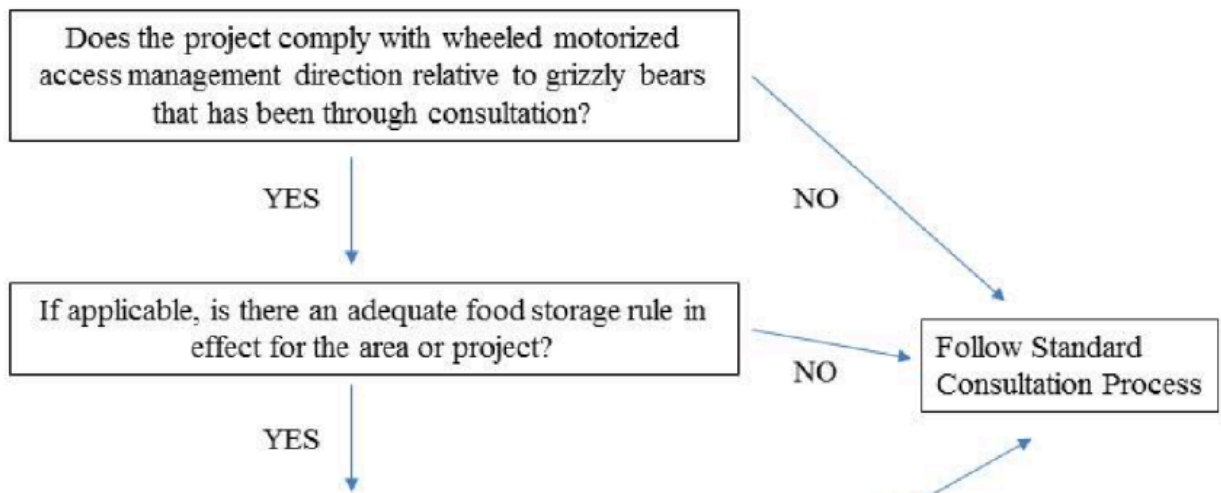 Does the project comply with wheeled motorized
access management direction relative to grizzly bears
that has been through consultation?
YES
NO
If applicable, is there an adequate food storage rule in
effect for the area or project?
Follow Standard
Consultation Process
NO
YES